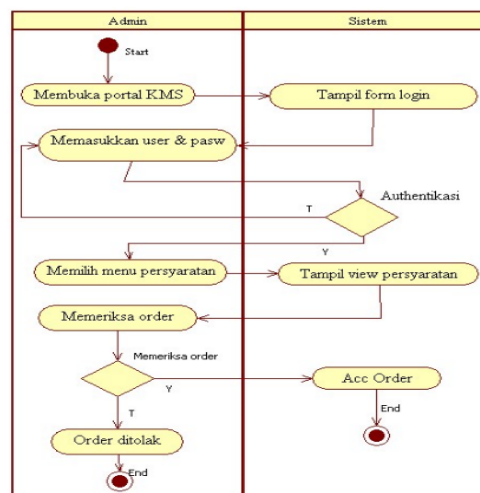 Admin
Sistem
Start
Membuka portal KMS
Tampil form login
Memasukkan user & pasw
Authentikasi
T
Y
Memilih menu persyaratan
Tampil view persyaratan
Memeriksa order
Memeriksa order
Y
Acc Order
T
End
Order ditolak
End